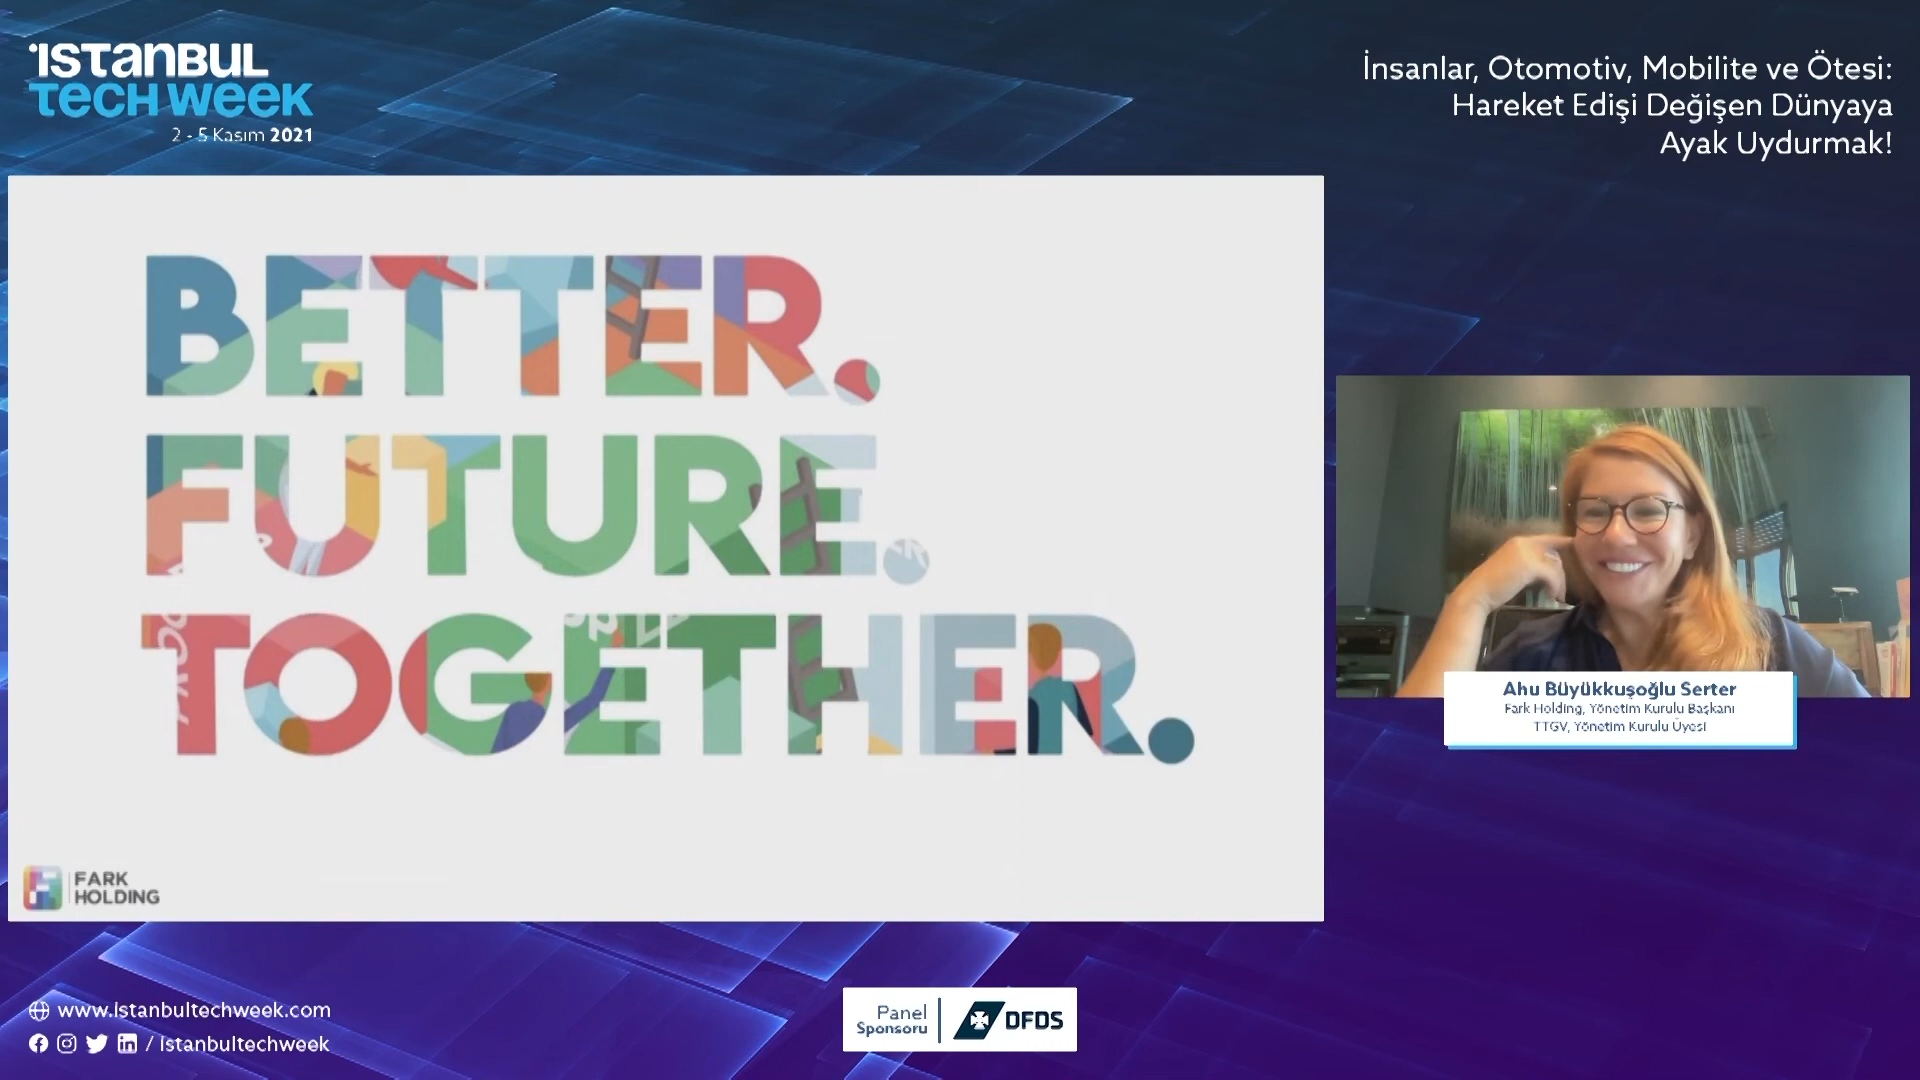 ISTANBUL
TECH WEEK
2 - 5 Kasım 2021
İnsanlar, Otomotiv, Mobilite ve Ötesi:
Hareket Edişi Değişen Dünyaya
Ayak Uydurmak!
BETTER.
FUTURE.
TOGETHER.
FARK
HOLDING
Ahu Büyükkuşoğlu Serter
Fark Holding, Yönetim Kurulu Başkanı
TTGV, Yönetim Kurulu Üyesi
www.istanbultechweek.com
/ istanbultechweek
Panel
Sponsoru
DFDS